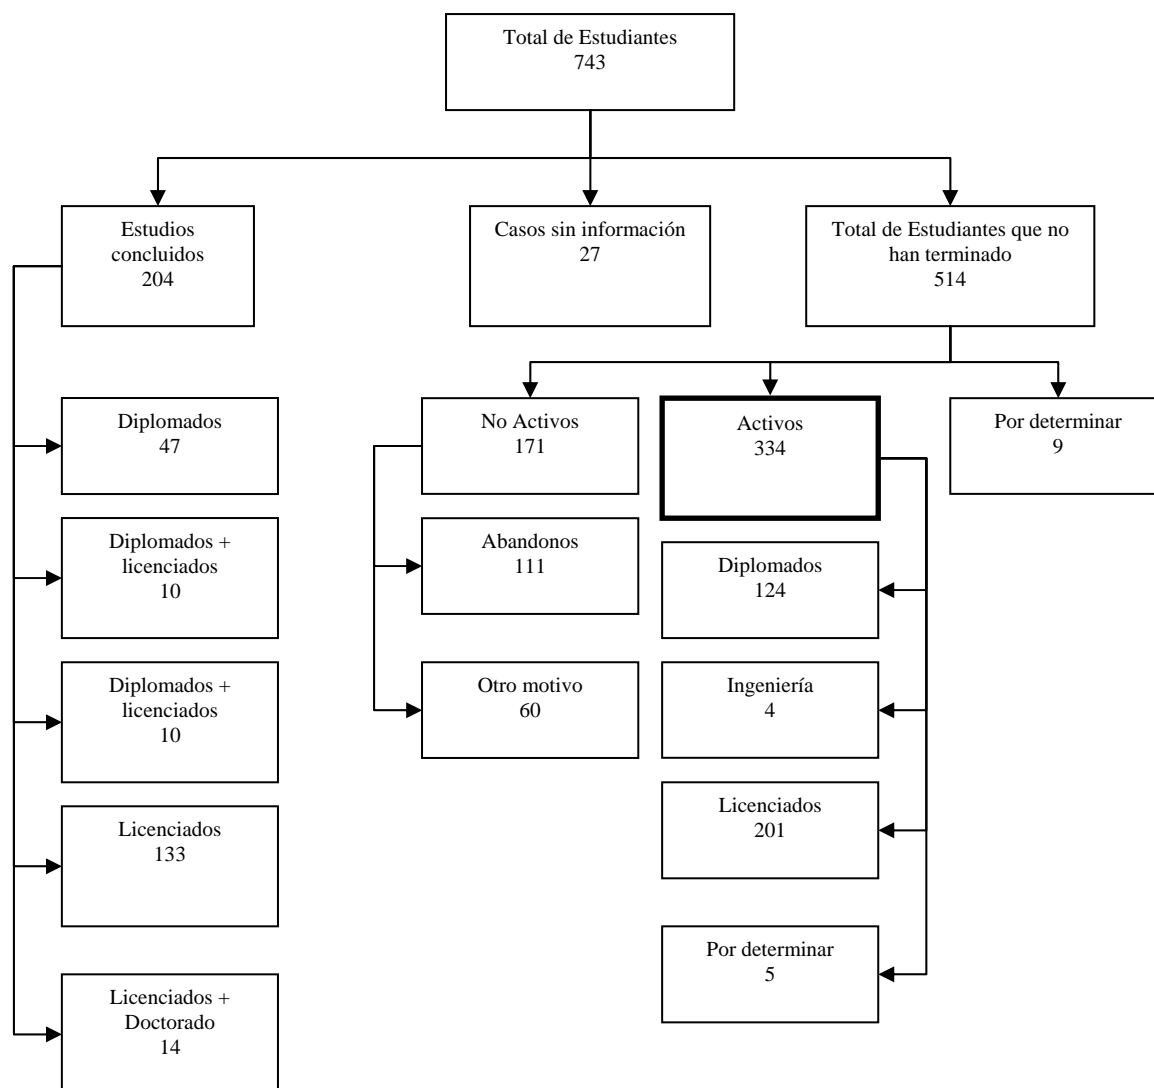 Total de Estudiantes
743
Estudios
concluidos
204
Casos sin información
27
Total de Estudiantes que no
han terminado
514
Diplomados
47
Diplomados +
licenciados
10
Diplomados +
licenciados
10
Licenciados
133
Licenciados +
Doctorado
14
No Activos
171
Abandonos
111
Otro motivo
60
Activos
334
Diplomados
124
Ingeniería
4
Licenciados
201
Por determinar
5
Por determinar
9